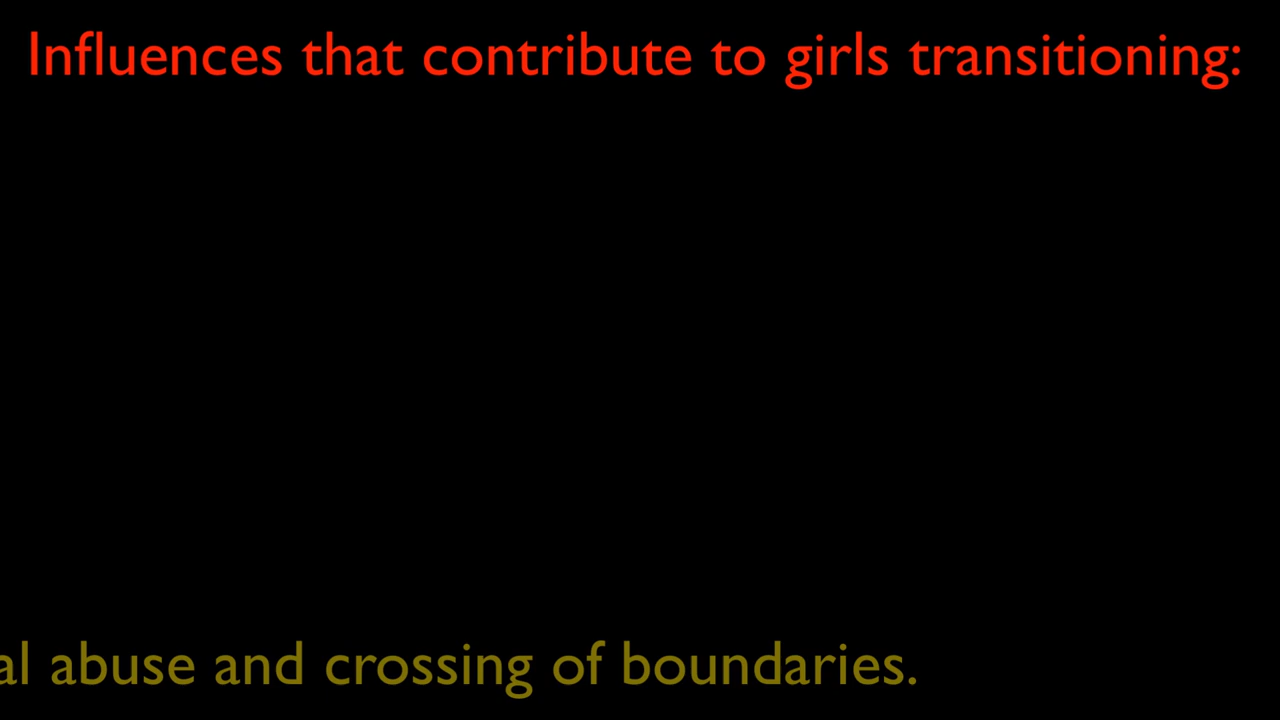 Influences that contribute to girls transitioning:
al abuse and crossing of boundaries.